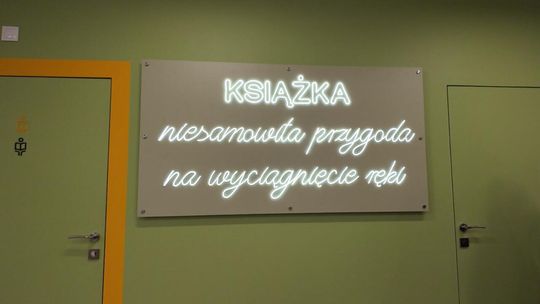 KSIĄŻKA
niesamowita przygoda
na wyciągnięcie ręki